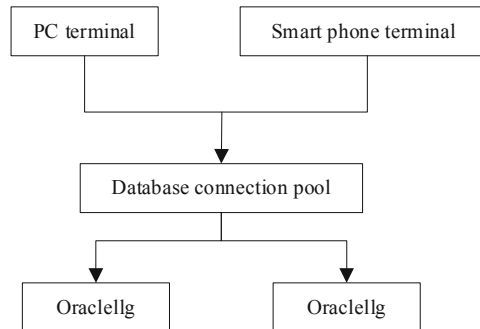 PC terminal
Smart phone terminal
Database connection pool
Oraclellg
Oraclellg